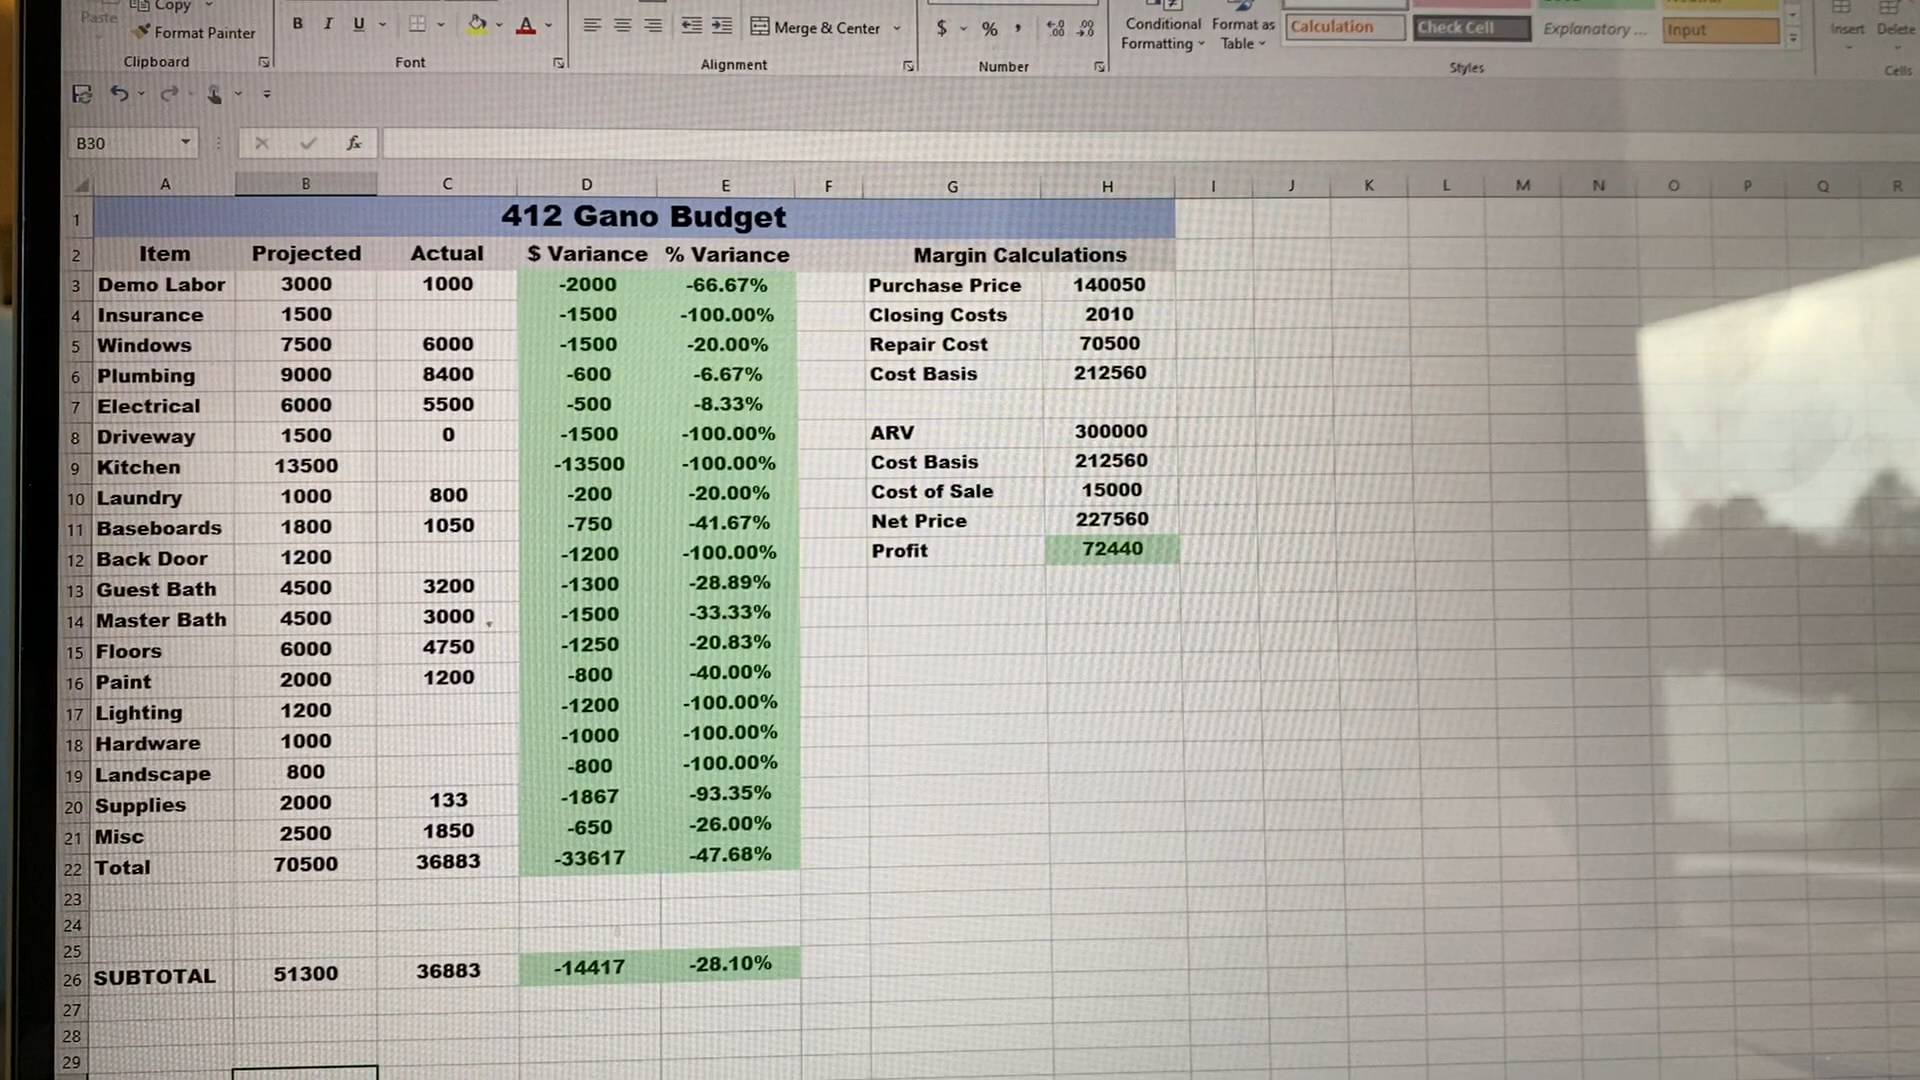 Paste Copy
Format Painter
B I U A
Merge & Center
$ % ,
Conditional
Formatting
Format as
Table
Calculation Check Cell Explanatory ... Input
Insert Delete
Clipboard Font Alignment Number Styles Cells
B30 fx
A B C D E F G H I J K L M N O P Q R
1 412 Gano Budget
2 Item Projected Actual $ Variance % Variance Margin Calculations
3 Demo Labor 3000 1000 -2000 -66.67% Purchase Price 140050
4 Insurance 1500 -1500 -100.00% Closing Costs 2010
5 Windows 7500 6000 -1500 -20.00% Repair Cost 70500
6 Plumbing 9000 8400 -600 -6.67% Cost Basis 212560
7 Electrical 6000 5500 -500 -8.33%
8 Driveway 1500 0 -1500 -100.00% ARV 300000
9 Kitchen 13500 -13500 -100.00% Cost Basis 212560
10 Laundry 1000 800 -200 -20.00% Cost of Sale 15000
11 Baseboards 1800 1050 -750 -41.67% Net Price 227560
12 Back Door 1200 -1200 -100.00% Profit 72440
13 Guest Bath 4500 3200 -1300 -28.89%
14 Master Bath 4500 3000 -1500 -33.33%
15 Floors 6000 4750 -1250 -20.83%
16 Paint 2000 1200 -800 -40.00%
17 Lighting 1200 -1200 -100.00%
18 Hardware 1000 -1000 -100.00%
19 Landscape 800 -800 -100.00%
20 Supplies 2000 133 -1867 -93.35%
21 Misc 2500 1850 -650 -26.00%
22 Total 70500 36883 -33617 -47.68%
23
24
25
26 SUBTOTAL 51300 36883 -14417 -28.10%
27
28
29